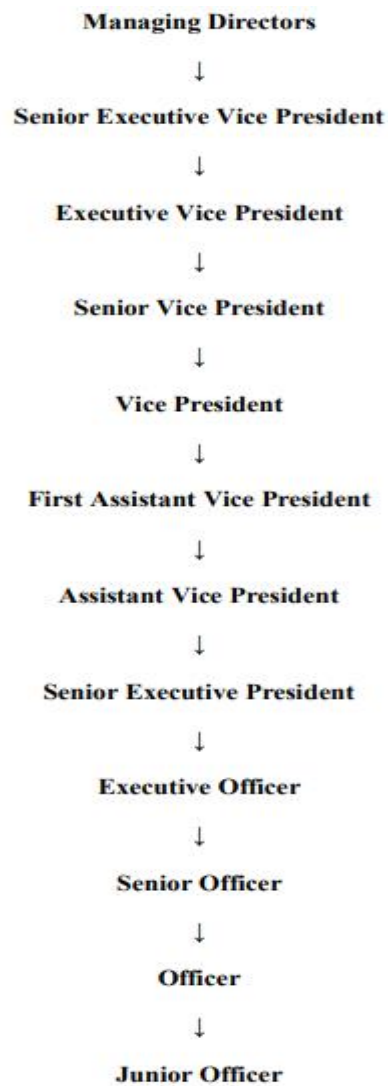 Managing Directors
↓
Senior Executive Vice President
↓
Executive Vice President
↓
Senior Vice President
↓
Vice President
↓
First Assistant Vice President
↓
Assistant Vice President
↓
Senior Executive President
↓
Executive Officer
↓
Senior Officer
↓
Officer
↓
Junior Officer